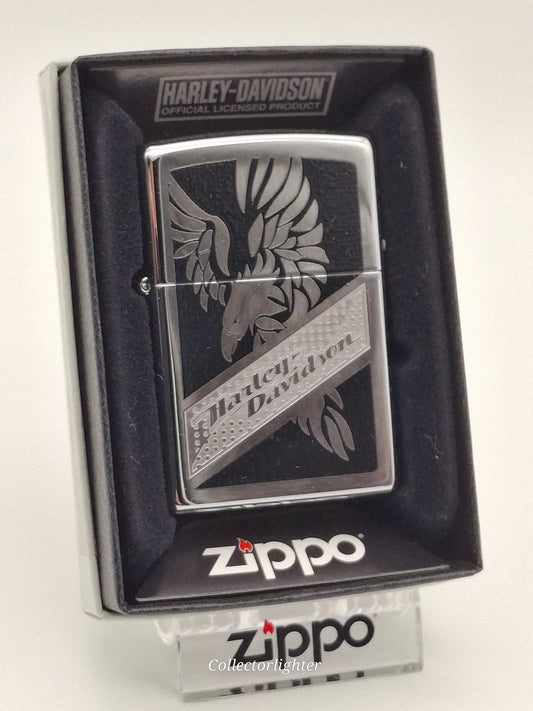 HARLEY-DAVIDSON
OFFICIAL LICENSED PRODUCT
Harley-
Davidson
zippo
zippo
Collectorlighter